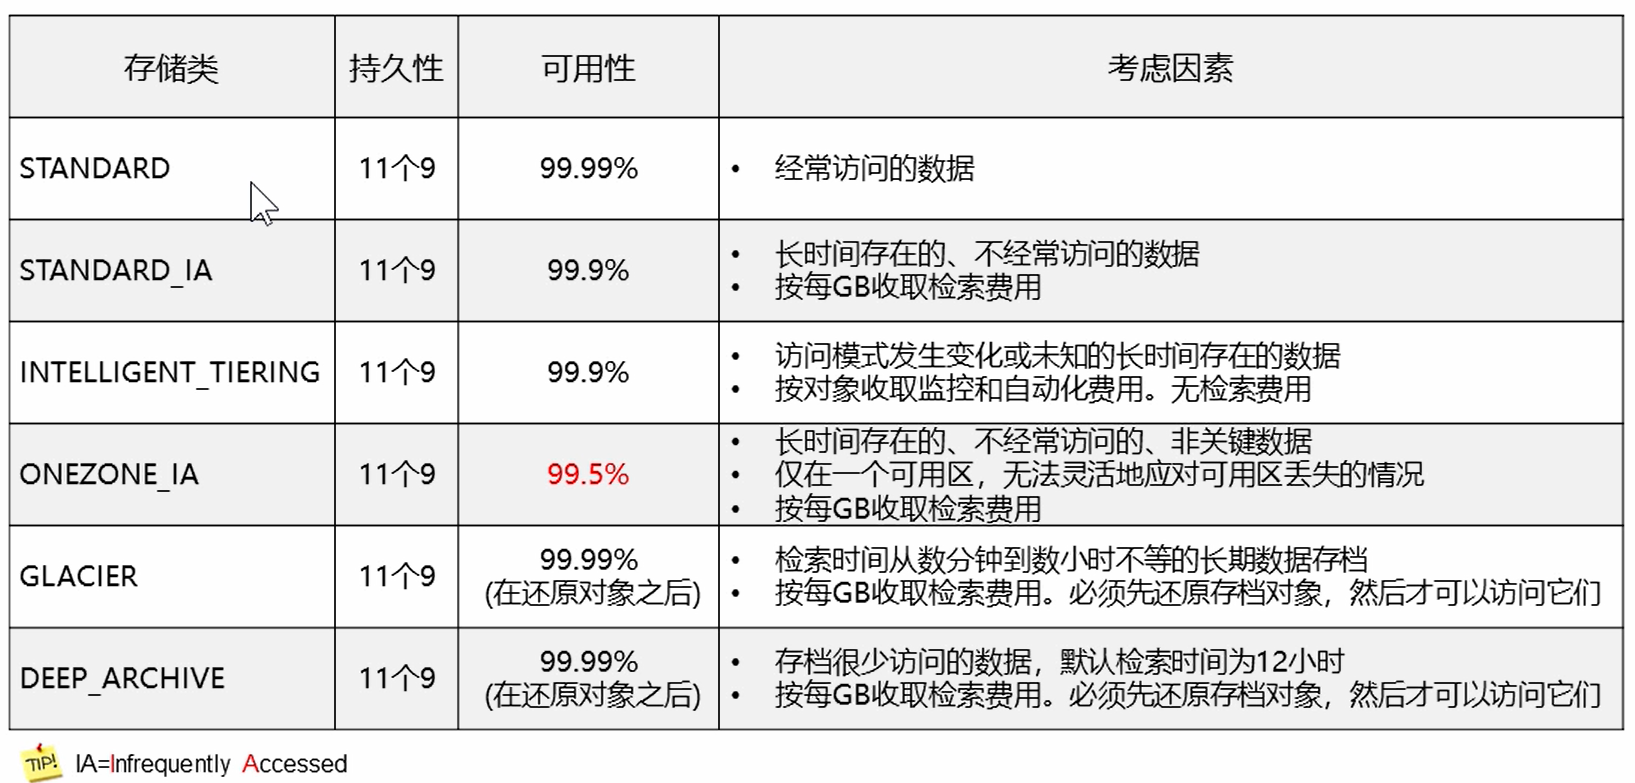 存储类 持久性 可用性 考虑因素
STANDARD 11个9 99.99% • 经常访问的数据
STANDARD_IA 11个9 99.9% • 长时间存在的、不经常访问的数据
• 按每GB收取检索费用
INTELLIGENT_TIERING 11个9 99.9% • 访问模式发生变化或未知的长时间存在的数据
• 按对象收取监控和自动化费用。无检索费用
ONEZONE_IA 11个9 99.5% • 长时间存在的、不经常访问的、非关键数据
• 仅在一个可用区，无法灵活地应对可用区丢失的情况
• 按每GB收取检索费用
GLACIER 11个9 99.99%
(在还原对象之后) • 检索时间从数分钟到数小时不等的长期数据存档
• 按每GB收取检索费用。必须先还原存档对象，然后才可以访问它们
DEEP_ARCHIVE 11个9 99.99%
(在还原对象之后) • 存档很少访问的数据，默认检索时间为12小时
• 按每GB收取检索费用。必须先还原存档对象，然后才可以访问它们
TIP! IA=Infrequently Accessed